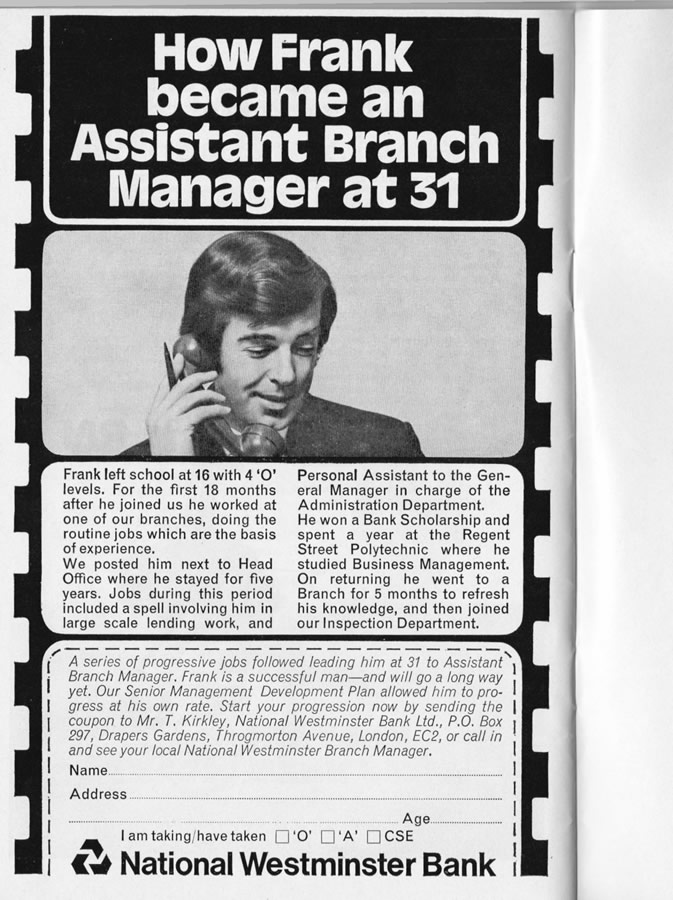 How Frank
became an
Assistant Branch
Manager at 31
Frank left school at 16 with 4 'O'
levels. For the first 18 months
after he joined us he worked at
one of our branches, doing the
routine jobs which are the basis
of experience.
We posted him next to Head
Office where he stayed for five
years. Jobs during this period
included a spell involving him in
large scale lending work, and
Personal Assistant to the Gen-
eral Manager in charge of the
Administration Department.
He won a Bank Scholarship and
spent a year at the Regent
Street Polytechnic where he
studied Business Management.
On returning he went to a
Branch for 5 months to refresh
his knowledge, and then joined
our Inspection Department.
A series of progressive jobs followed leading him at 31 to Assistant
Branch Manager. Frank is a successful man—and will go a long way
yet. Our Senior Management Development Plan allowed him to pro-
gress at his own rate. Start your progression now by sending the
coupon to Mr. T. Kirkley, National Westminster Bank Ltd., P.O. Box
297, Drapers Gardens, Throgmorton Avenue, London, EC2, or call in
and see your local National Westminster Branch Manager.
Name
Address
Age
I am taking/have taken □ 'O' □ 'A' □ CSE
National Westminster Bank